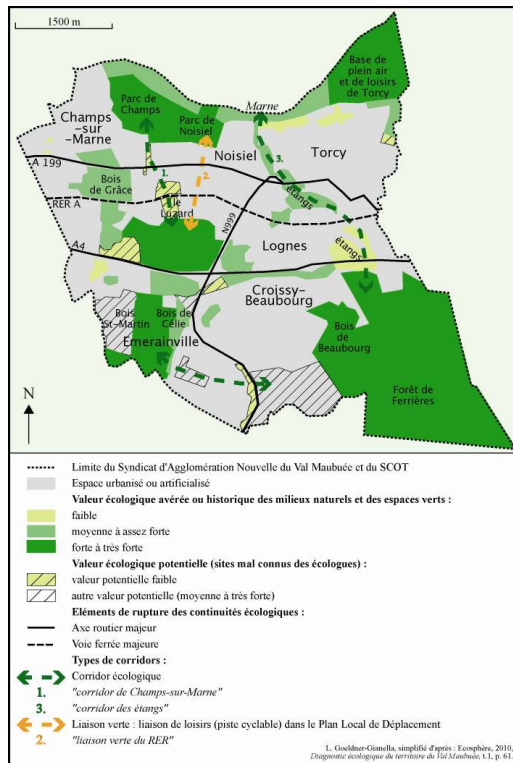 1500 m
Base de
plein air
et de loisirs
de Torcy
Parc de
Champs
Marne
Parc de
Noisiel
Champs
-sur
-Marne
Noisiel
Torcy
A 199
3.
1.
2.
Bois
de Grâce
étangs
le
Luzard
RER A
N999
étangs
Lognes
A4
Croissy-
Beaubourg
Bois
St-Martin
Bois de
Célie
Bois
de
Beaubourg
Emerainville
Forêt de
Ferrières
N
Limite du Syndicat d'Agglomération Nouvelle du Val Maubuée et du SCOT
Espace urbanisé ou artificialisé
Valeur écologique avérée ou historique des milieux naturels et des espaces verts :
faible
moyenne à assez forte
forte à très forte
Valeur écologique potentielle (sites mal connus des écologues) :
valeur potentielle faible
autre valeur potentielle (moyenne à très forte)
Eléments de rupture des continuités écologiques :
Axe routier majeur
Voie ferrée majeure
Types de corridors :
Corridor écologique
1. "corridor de Champs-sur-Marne"
3. "corridor des étangs"
Liaison verte : liaison de loisirs (piste cyclable) dans le Plan Local de Déplacement
2. "liaison verte du RER"
L. Goeldner-Gianella, simplifié d'après : Ecosphère, 2010,
Diagnostic écologique du territoire du Val Maubuée, t.1, p. 61.